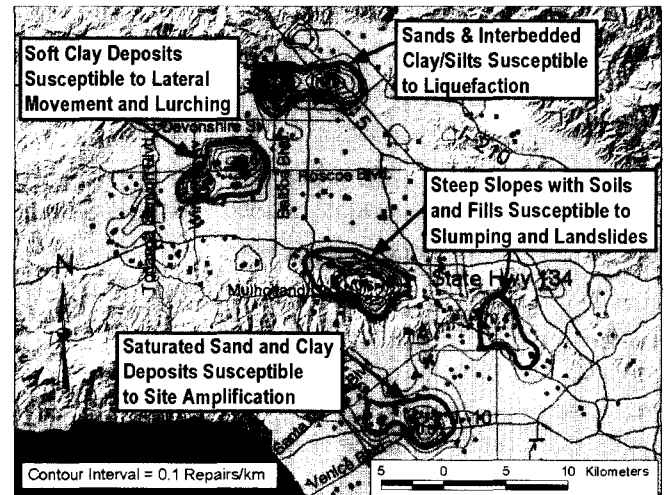 Soft Clay Deposits
Susceptible to Lateral
Movement and Lurching
Sands & Interbedded
Clay/Silts Susceptible
to Liquefaction
Devonshire St
Balboa Blvd
Roscoe Blvd
Steep Slopes with Soils
and Fills Susceptible to
Slumping and Landslides
N
Mulholland
State Hwy 134
Saturated Sand and Clay
Deposits Susceptible
to Site Amplification
I-10
Venice
Contour Interval = 0.1 Repairs/km
5 0 5 10 Kilometers